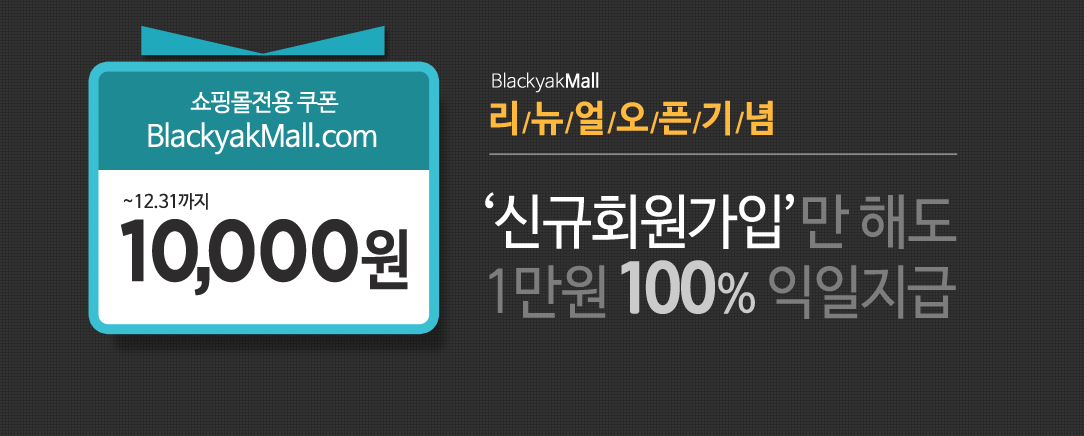 쇼핑몰전용 쿠폰
BlackyakMall.com
~12.31까지
10,000원
BlackyakMall
리/뉴/얼/오/픈/기/념
‘신규회원가입’만 해도
1만원 100% 익일지급